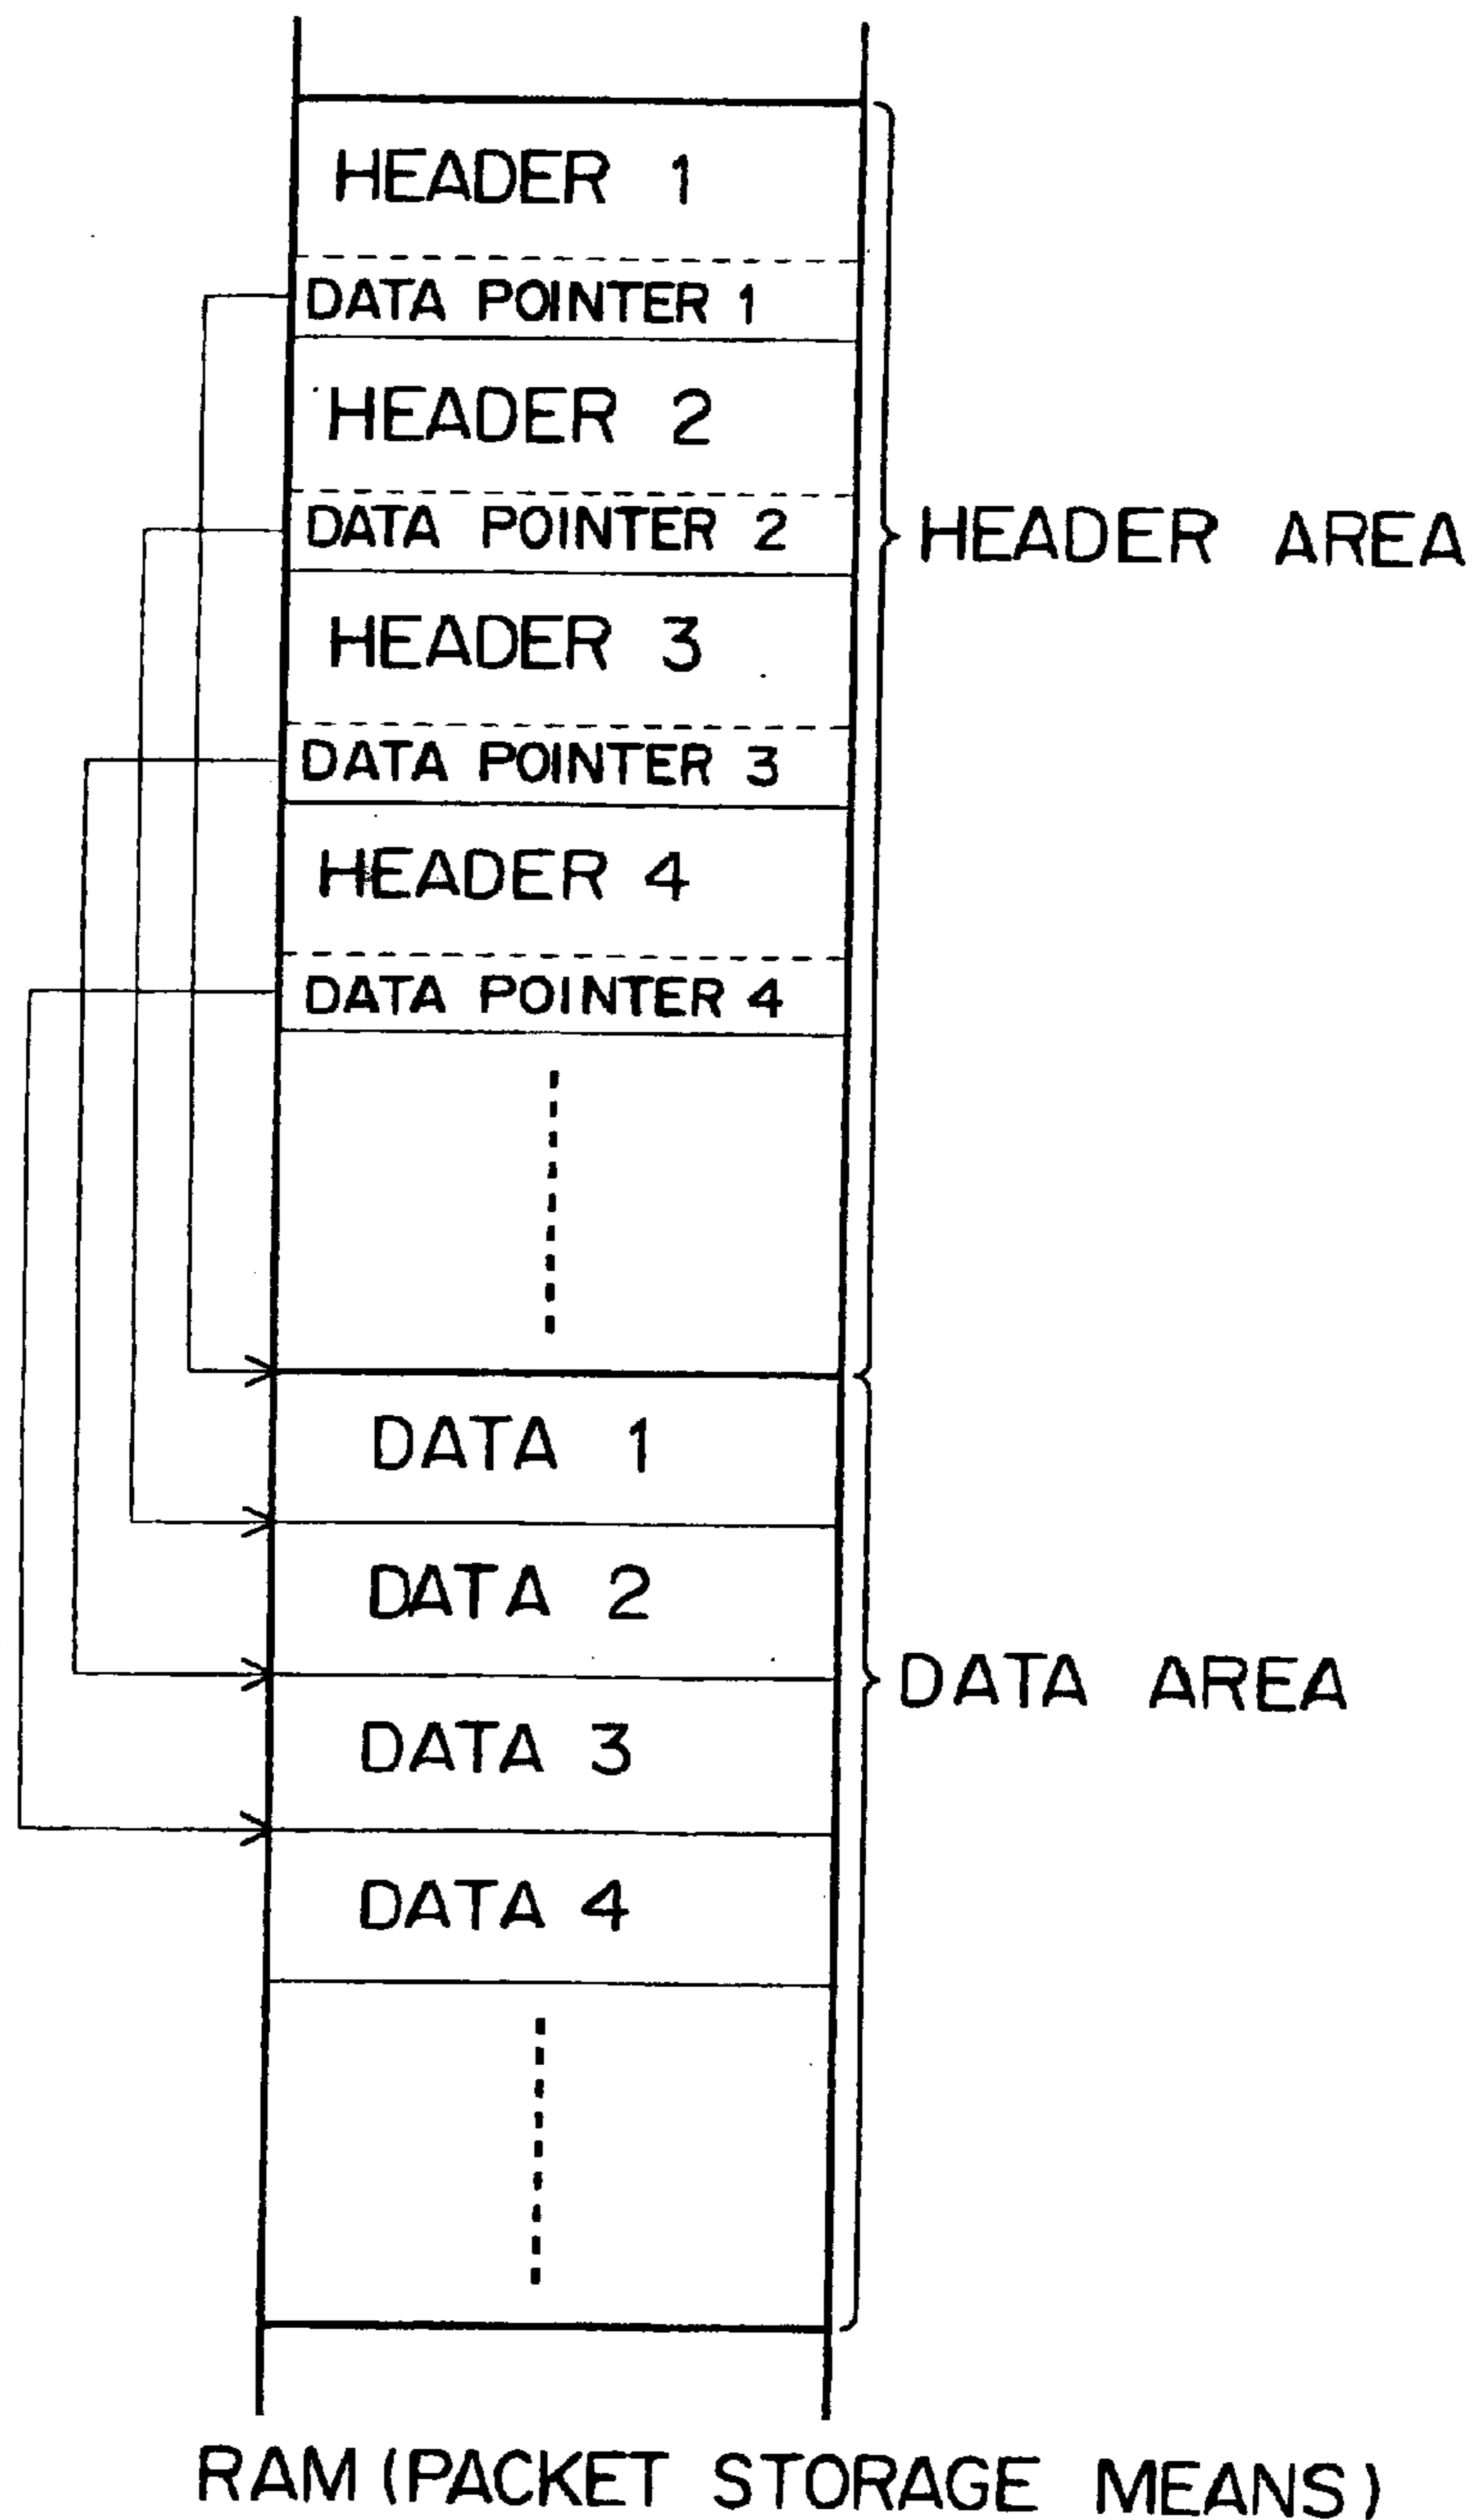 HEADER 1
DATA POINTER 1
HEADER 2
DATA POINTER 2
HEADER AREA
HEADER 3
DATA POINTER 3
HEADER 4
DATA POINTER 4
DATA 1
DATA 2
DATA AREA
DATA 3
DATA 4
RAM (PACKET STORAGE MEANS)